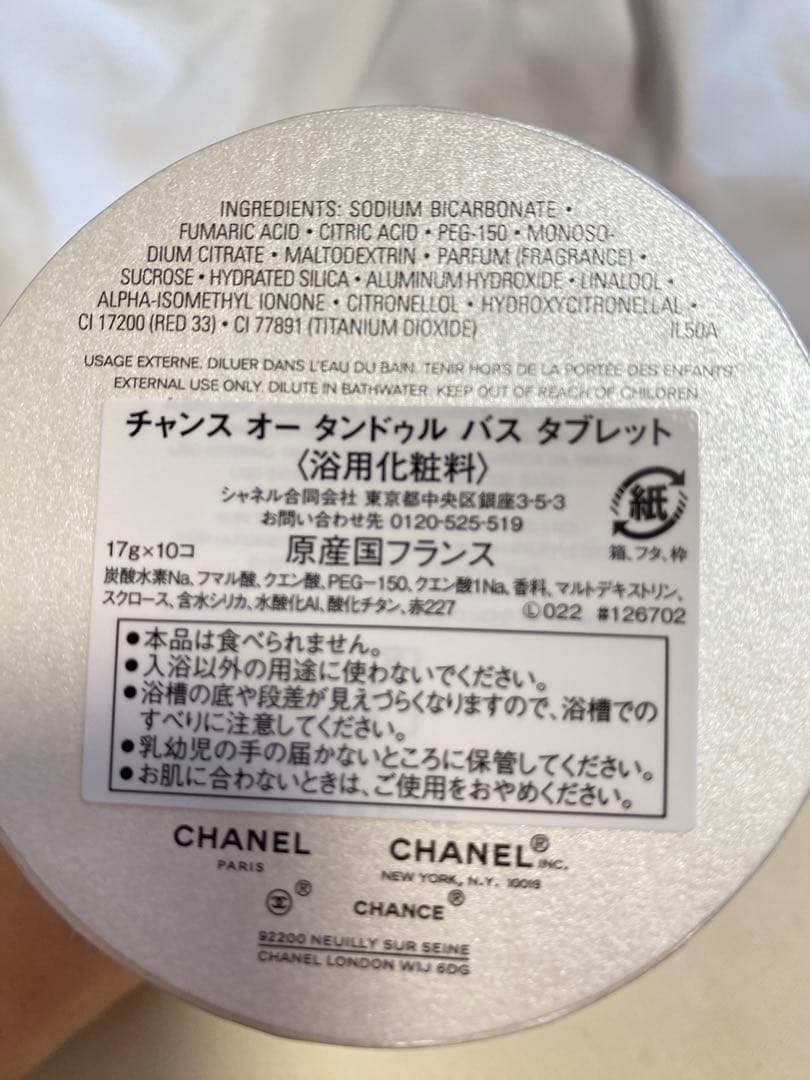 INGREDIENTS: SODIUM BICARBONATE •
FUMARIC ACID • CITRIC ACID • PEG-150 • MONOSO-
DIUM CITRATE • MALTODEXTRIN • PARFUM (FRAGRANCE) •
SUCROSE • HYDRATED SILICA • ALUMINUM HYDROXIDE • LINALOOL •
ALPHA-ISOMETHYL IONONE • CITRONELLOL • HYDROXYCITRONELLAL •
CI 17200 (RED 33) • CI 77891 (TITANIUM DIOXIDE) IL50A
USAGE EXTERNE. DILUER DANS L'EAU DU BAIN. TENIR HORS DE LA PORTÉE DES ENFANTS.
EXTERNAL USE ONLY. DILUTE IN BATHWATER. KEEP OUT OF REACH OF CHILDREN.
チャンス オー タンドゥル バス タブレット
〈浴用化粧料〉
シャネル合同会社 東京都中央区銀座3-5-3
お問い合わせ先 0120-525-519
紙
箱、フタ、枠
17g×10コ 原産国フランス
炭酸水素Na、フマル酸、クエン酸、PEG-150、クエン酸1Na、香料、マルトデキストリン、
スクロース、含水シリカ、水酸化Al、酸化チタン、赤227 Ⓛ022 #126702
●本品は食べられません。
●入浴以外の用途に使わないでください。
●浴槽の底や段差が見えづらくなりますので、浴槽での
すべりに注意してください。
●乳幼児の手の届かないところに保管してください。
●お肌に合わないときは、ご使用をおやめください。
CHANEL
PARIS
CHANEL® INC.
NEW YORK, N.Y. 10019
®
CHANCE®
92200 NEUILLY SUR SEINE
CHANEL LONDON W1J 6DG